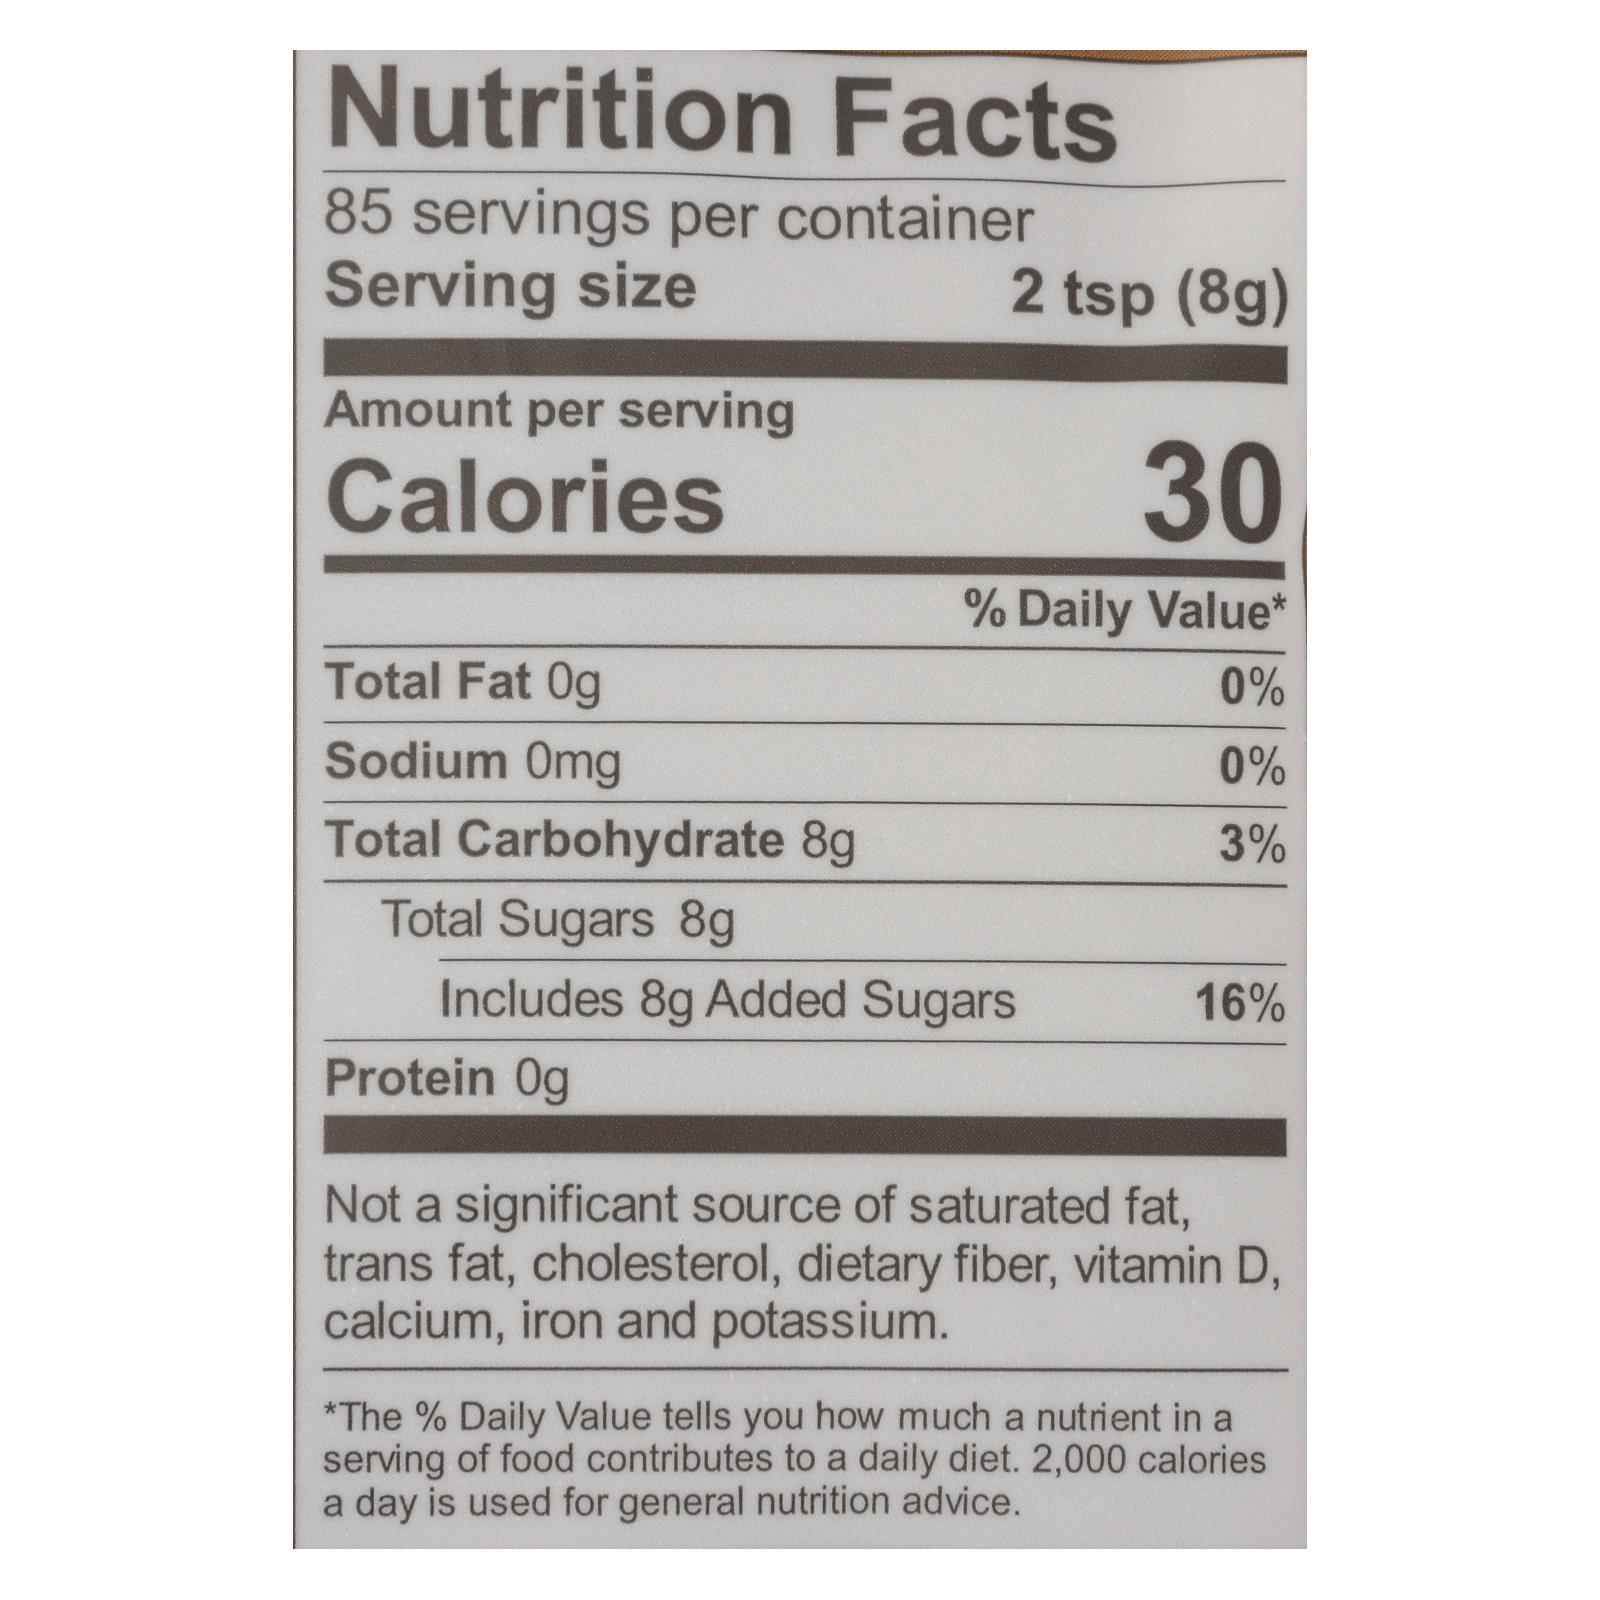 Nutrition Facts
85 servings per container
Serving size 2 tsp (8g)
Amount per serving
Calories 30
% Daily Value*
Total Fat 0g 0%
Sodium 0mg 0%
Total Carbohydrate 8g 3%
Total Sugars 8g
Includes 8g Added Sugars 16%
Protein 0g
Not a significant source of saturated fat,
trans fat, cholesterol, dietary fiber, vitamin D,
calcium, iron and potassium.
*The % Daily Value tells you how much a nutrient in a
serving of food contributes to a daily diet. 2,000 calories
a day is used for general nutrition advice.